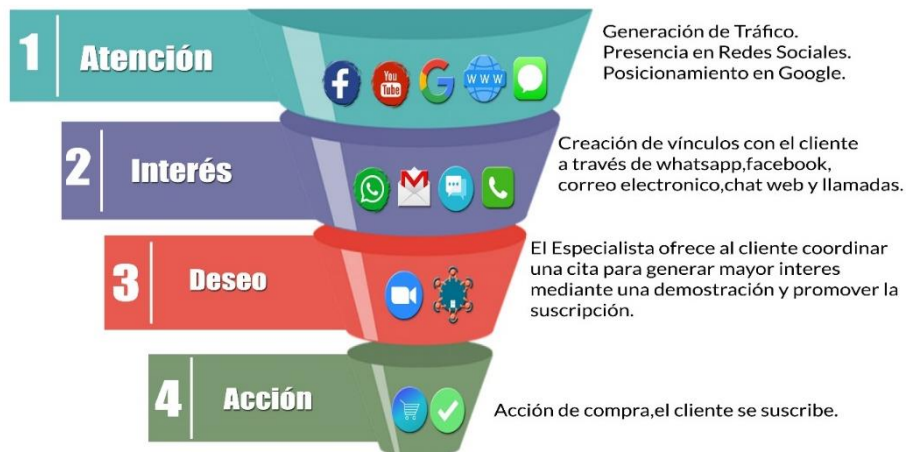 1
Atención
Generación de Tráfico.
Presencia en Redes Sociales.
Posicionamiento en Google.
You
Tube
WWW
2
Interés
Creación de vínculos con el cliente
a través de whatsapp,facebook,
correo electronico,chat web y llamadas.
3
Deseo
El Especialista ofrece al cliente coordinar
una cita para generar mayor interes
mediante una demostración y promover la
suscripción.
4
Acción
Acción de compra,el cliente se suscribe.